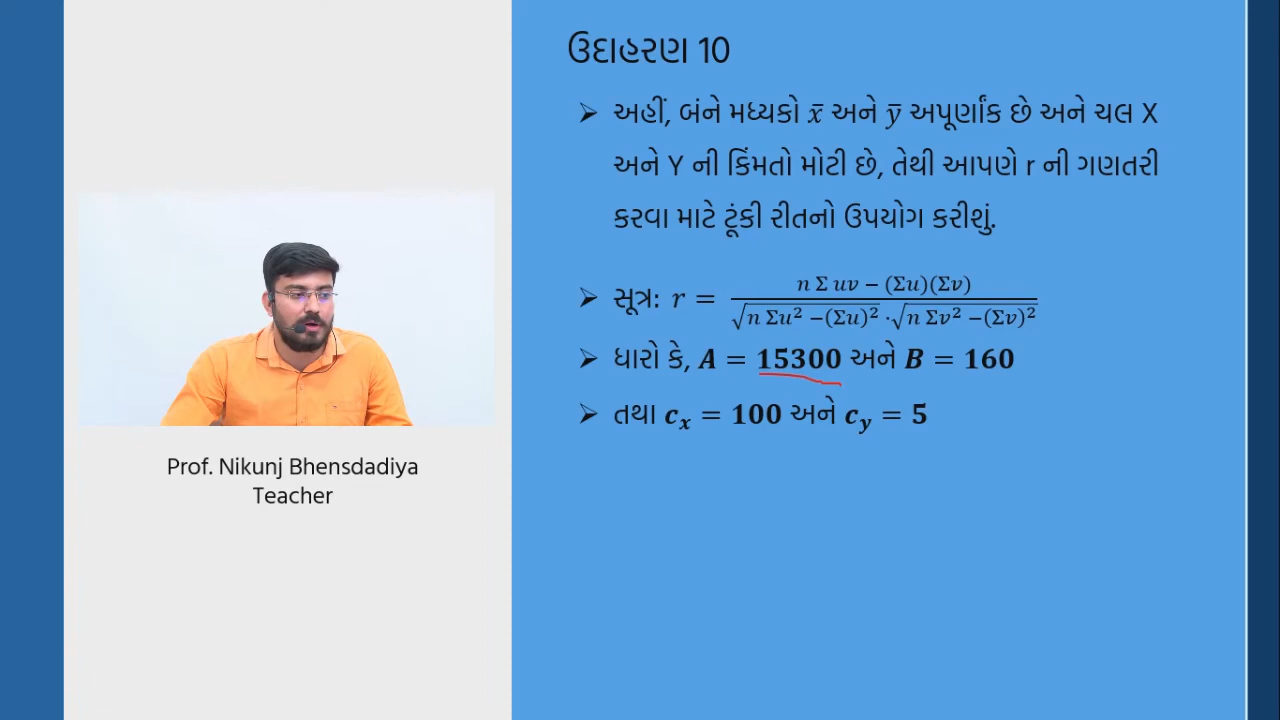 ઉદાહરણ 10
➢ અહીં, બંને મધ્યકો x̄ અને ȳ અપૂર્ણાંક છે અને ચલ X
અને Y ની કિંમતો મોટી છે, તેથી આપણે r ની ગણતરી
કરવા માટે ટૂંકી રીતનો ઉપયોગ કરીશું.
➢ સૂત્ર: r = (n Σ uv − (Σu)(Σv)) / (√(n Σu² −(Σu)²) · √(n Σv² −(Σv)²))
➢ ધારો કે, A = 15300 અને B = 160
➢ તથા cₓ = 100 અને c_y = 5
Prof. Nikunj Bhensdadiya
Teacher